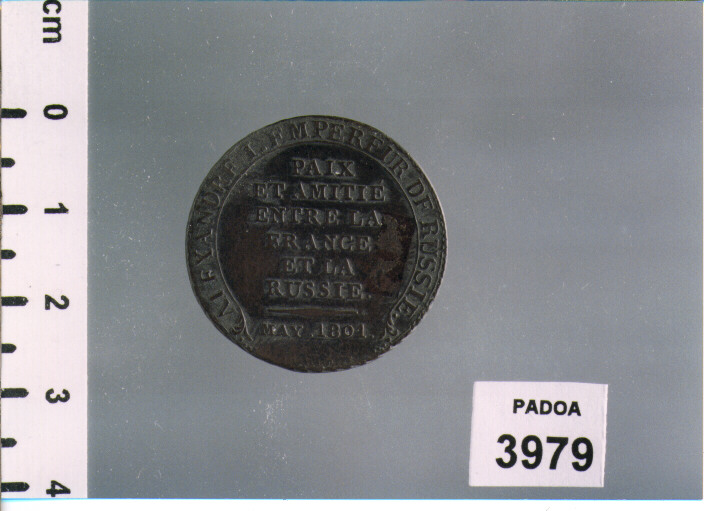 cm
0
1
2
3
4
ALEXANDRE I. EMPEREUR DE RUSSIE.
PAIX
ET AMITIÉ
ENTRE LA
FRANCE
ET LA
RUSSIE.
MAY .1801.
PADOA
3979